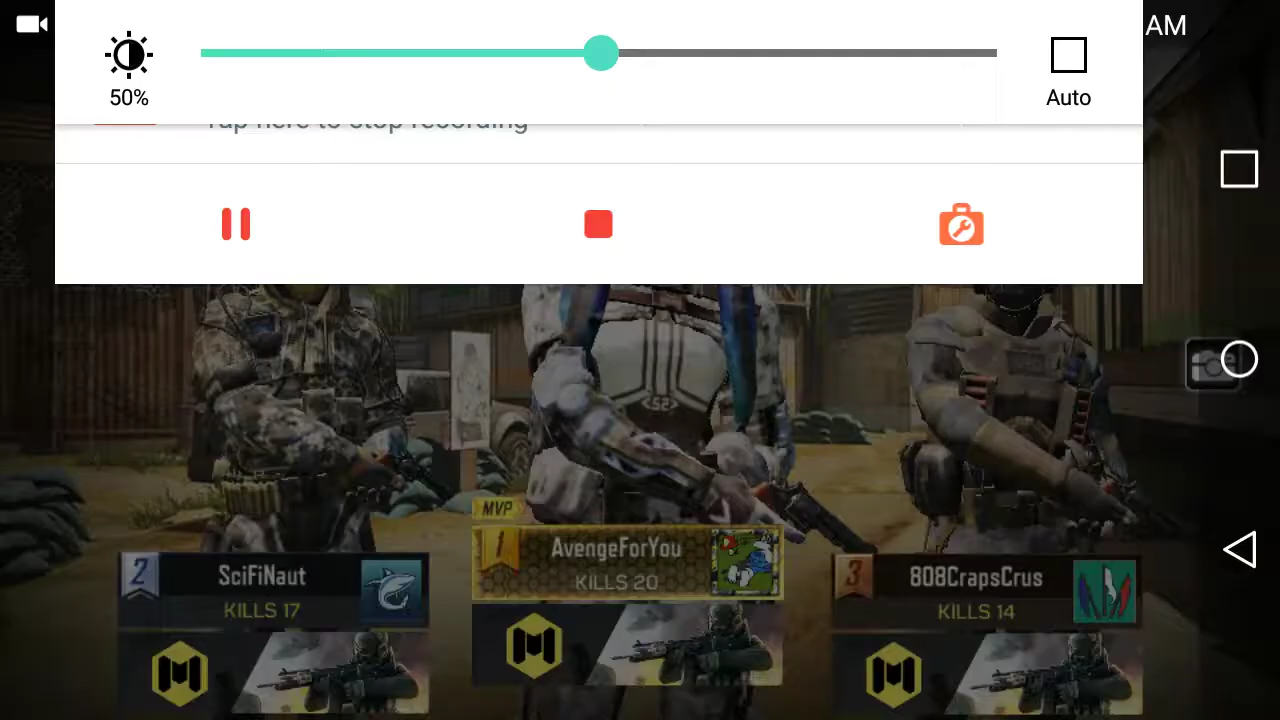 AM
50%
Auto
Tap here to stop recording
<52>
MVP
1
AvengeForYou
KILLS 20
2
SciFiNaut
KILLS 17
3
808CrapsCrus
KILLS 14